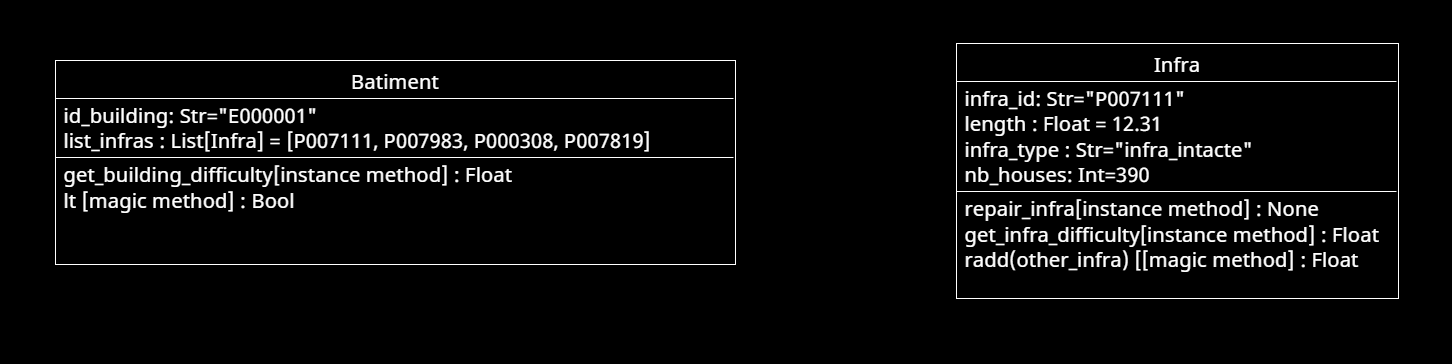 Batiment
id_building: Str="E000001"
list_infras : List[Infra] = [P007111, P007983, P000308, P007819]
get_building_difficulty[instance method] : Float
lt [magic method] : Bool
Infra
infra_id: Str="P007111"
length : Float = 12.31
infra_type : Str="infra_intacte"
nb_houses: Int=390
repair_infra[instance method] : None
get_infra_difficulty[instance method] : Float
radd(other_infra) [[magic method] : Float